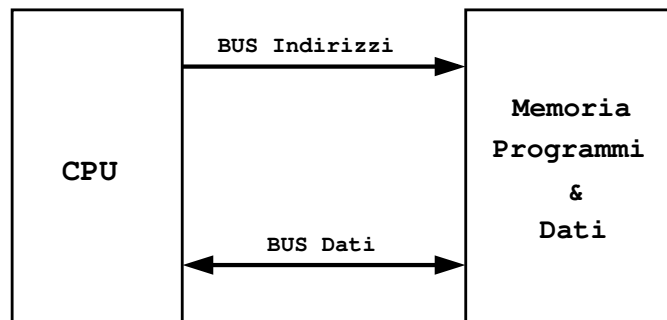 BUS Indirizzi
CPU
Memoria
Programmi
&
Dati
BUS Dati